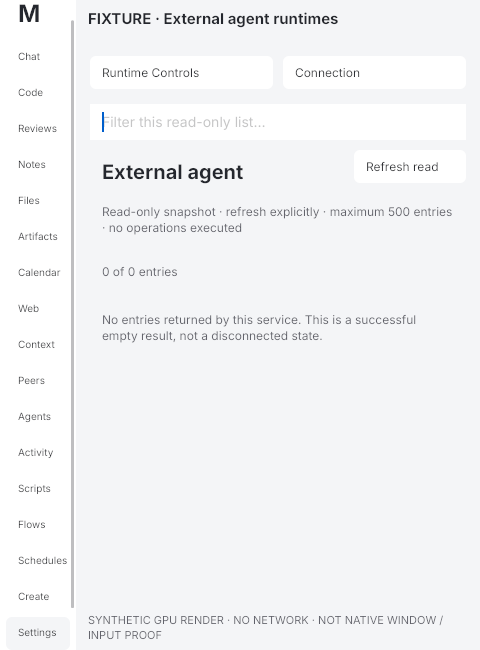 M
FIXTURE · External agent runtimes
Chat
Code
Reviews
Notes
Files
Artifacts
Calendar
Web
Context
Peers
Agents
Activity
Scripts
Flows
Schedules
Create
Settings
Runtime Controls
Connection
Filter this read-only list...
External agent
Refresh read
Read-only snapshot · refresh explicitly · maximum 500 entries
· no operations executed
0 of 0 entries
No entries returned by this service. This is a successful
empty result, not a disconnected state.
SYNTHETIC GPU RENDER · NO NETWORK · NOT NATIVE WINDOW /
INPUT PROOF